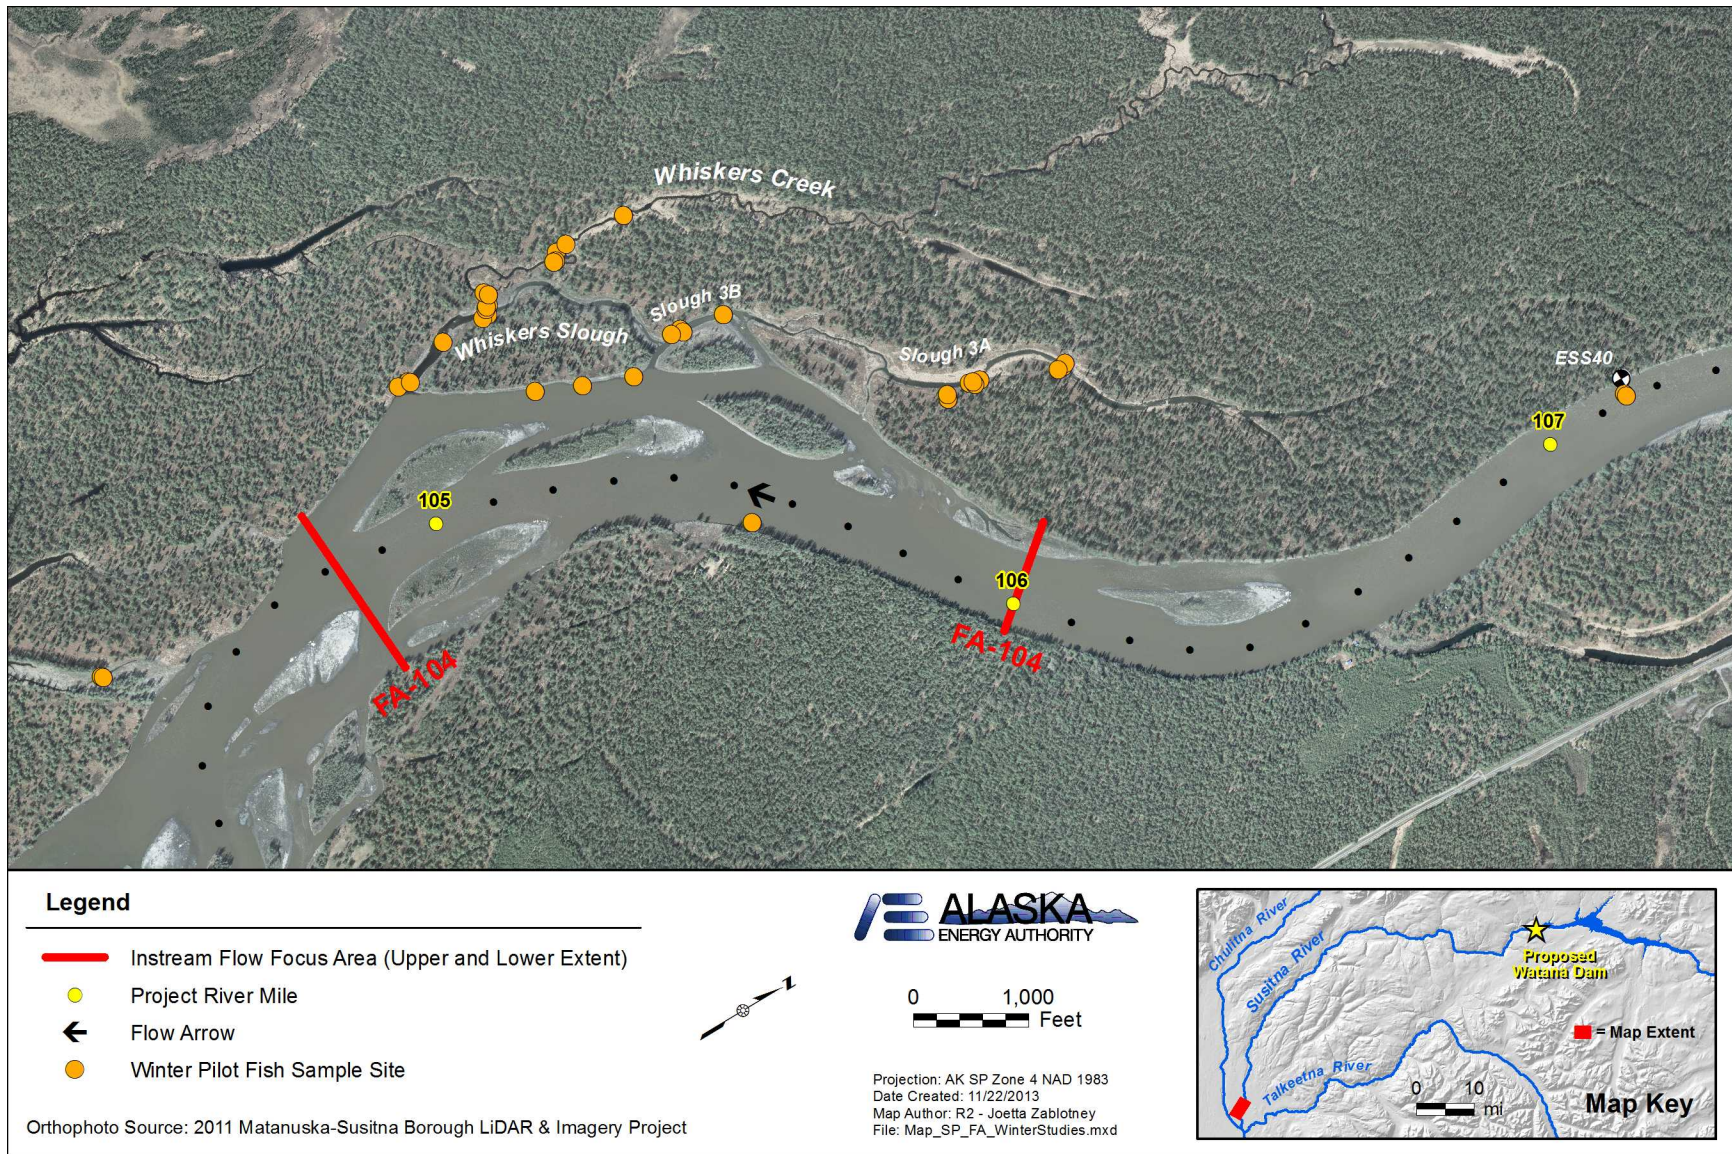 Whiskers Creek
Slough 3B
Whiskers Slough
Slough 3A
ESS40
107
105
106
FA-104
FA-104
Legend
Instream Flow Focus Area (Upper and Lower Extent)
Project River Mile
Flow Arrow
Winter Pilot Fish Sample Site
Orthophoto Source: 2011 Matanuska-Susitna Borough LiDAR & Imagery Project
N
ALASKA
ENERGY AUTHORITY
0 1,000
Feet
Projection: AK SP Zone 4 NAD 1983
Date Created: 11/22/2013
Map Author: R2 - Joetta Zablotney
File: Map_SP_FA_WinterStudies.mxd
Chulitna River
Susitna River
Proposed
Watana Dam
= Map Extent
Talkeetna River
0 10
mi
Map Key